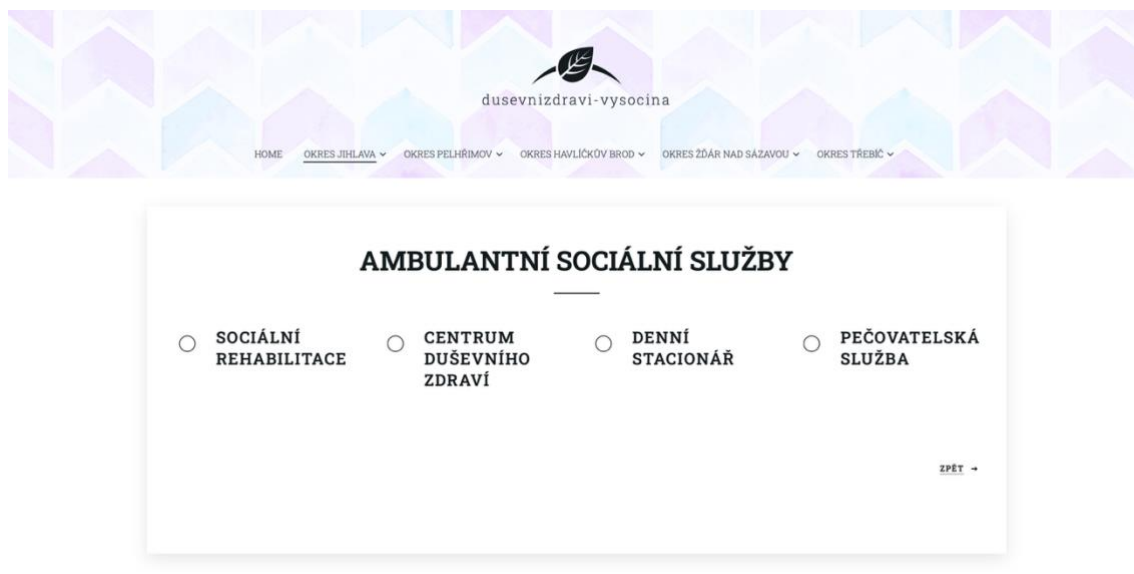 dusevnizdravi-vysocina
HOME OKRES JIHLAVA OKRES PELHŘIMOV OKRES HAVLÍČKŮV BROD OKRES ŽĎÁR NAD SÁZAVOU OKRES TŘEBÍČ
AMBULANTNÍ SOCIÁLNÍ SLUŽBY
SOCIÁLNÍ
REHABILITACE
CENTRUM
DUŠEVNÍHO
ZDRAVÍ
DENNÍ
STACIONÁŘ
PEČOVATELSKÁ
SLUŽBA
ZPĚT →